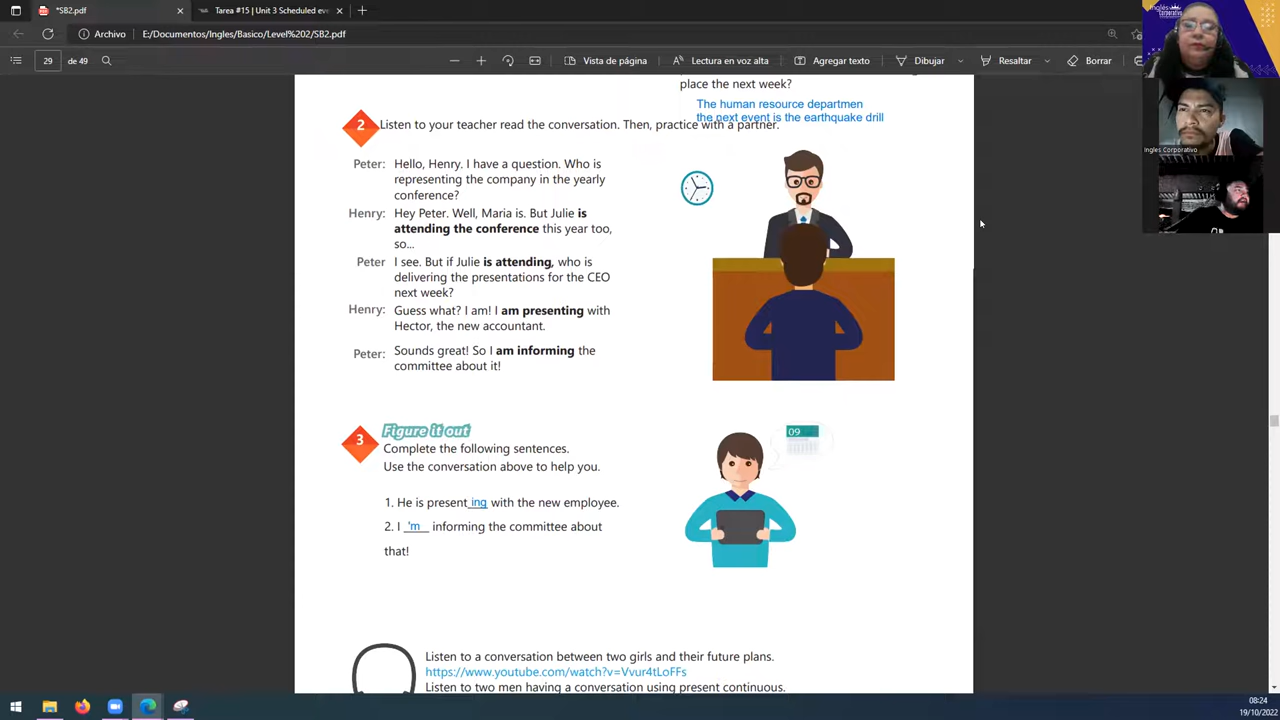 *SB2.pdf
Tarea #15 | Unit 3 Scheduled eve
Archivo
E:/Documentos/Ingles/Basico/Level%202/SB2.pdf
29 de 49
Vista de página
Lectura en voz alta
Agregar texto
Dibujar
Resaltar
Borrar
place the next week?
The human resource departmen
the next event is the earthquake drill
2 Listen to your teacher read the conversation. Then, practice with a partner.
Peter: Hello, Henry. I have a question. Who is
representing the company in the yearly
conference?
Henry: Hey Peter. Well, Maria is. But Julie is
attending the conference this year too,
so...
Peter I see. But if Julie is attending, who is
delivering the presentations for the CEO
next week?
Henry: Guess what? I am! I am presenting with
Hector, the new accountant.
Peter: Sounds great! So I am informing the
committee about it!
3 Figure it out
Complete the following sentences.
Use the conversation above to help you.
09
1. He is present ing with the new employee.
2. I 'm informing the committee about
that!
Listen to a conversation between two girls and their future plans.
https://www.youtube.com/watch?v=Vvur4tLoFFs
Listen to two men having a conversation using present continuous.
Ingles Corporativo
08:24
19/10/2022